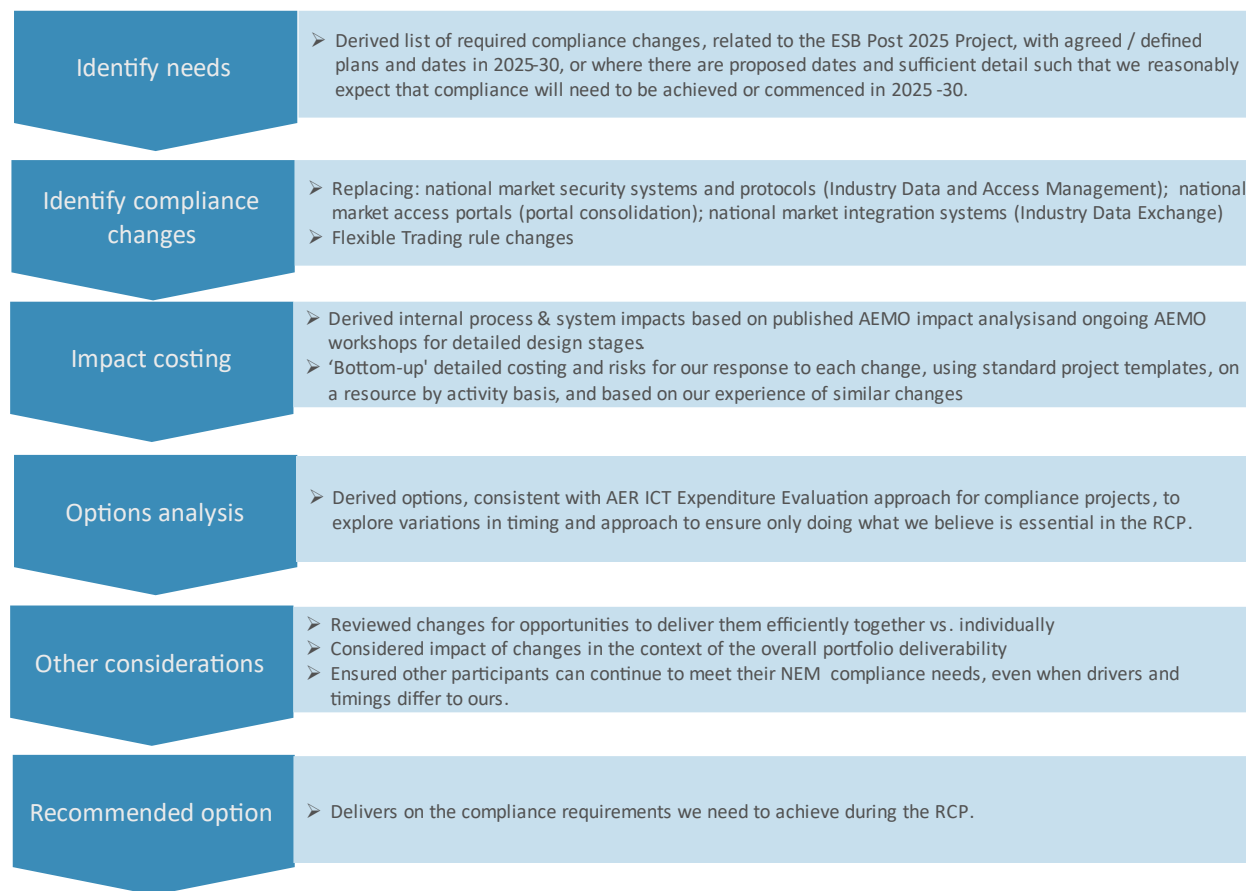 Identify needs
➢ Derived list of required compliance changes, related to the ESB Post 2025 Project, with agreed / defined
plans and dates in 2025-30, or where there are proposed dates and sufficient detail such that we reasonably
expect that compliance will need to be achieved or commenced in 2025 -30.
Identify compliance
changes
➢ Replacing: national market security systems and protocols (Industry Data and Access Management); national
market access portals (portal consolidation); national market integration systems (Industry Data Exchange)
➢ Flexible Trading rule changes
Impact costing
➢ Derived internal process & system impacts based on published AEMO impact analysisand ongoing AEMO
workshops for detailed design stages.
➢ ‘Bottom-up' detailed costing and risks for our response to each change, using standard project templates, on
a resource by activity basis, and based on our experience of similar changes
Options analysis
➢ Derived options, consistent with AER ICT Expenditure Evaluation approach for compliance projects, to
explore variations in timing and approach to ensure only doing what we believe is essential in the RCP.
Other considerations
➢ Reviewed changes for opportunities to deliver them efficiently together vs. individually
➢ Considered impact of changes in the context of the overall portfolio deliverability
➢ Ensured other participants can continue to meet their NEM compliance needs, even when drivers and
timings differ to ours.
Recommended option
➢ Delivers on the compliance requirements we need to achieve during the RCP.